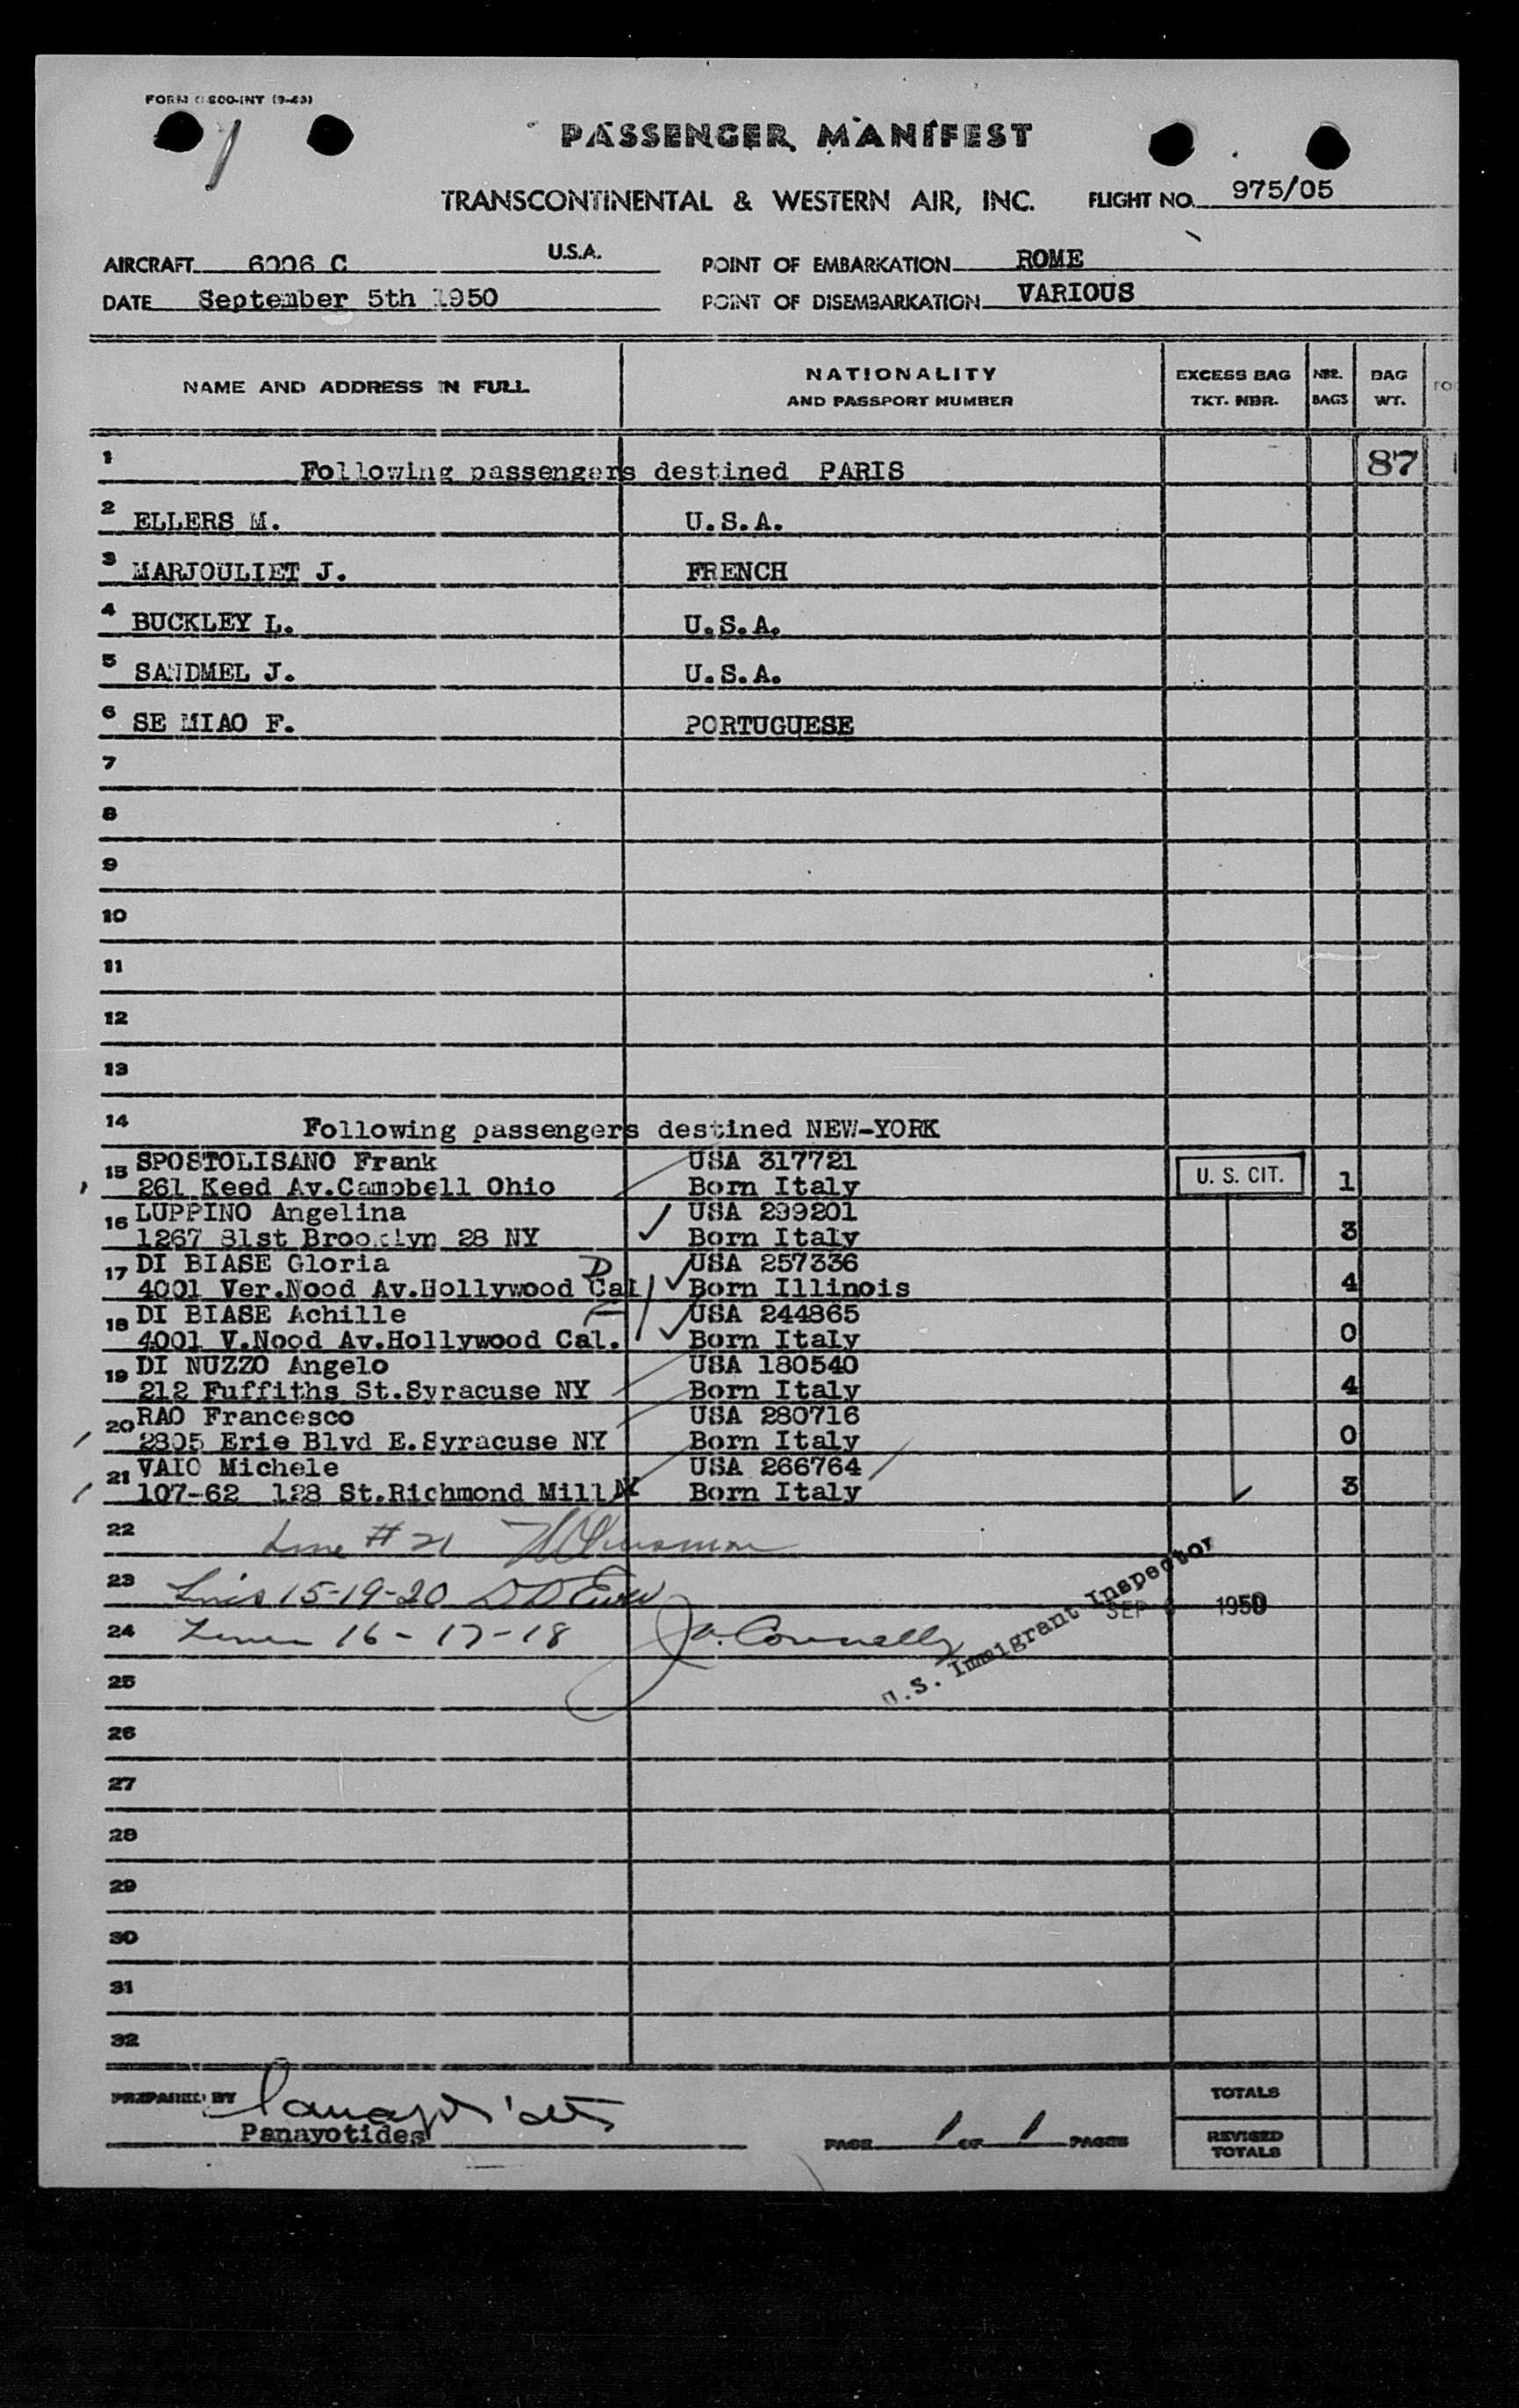 FORM 0800-INT (9-43)
PASSENGER MANIFEST
TRANSCONTINENTAL & WESTERN AIR, INC. FLIGHT NO. 975/05
AIRCRAFT 6006 C U.S.A. POINT OF EMBARKATION ROME
DATE September 5th 1950 POINT OF DISEMBARKATION VARIOUS
NAME AND ADDRESS IN FULL NATIONALITY AND PASSPORT NUMBER EXCESS BAG TKT. NBR. NBR. BAGS BAG WT.
1 Following passengers destined PARIS 87
2 ELLERS M. U.S.A.
3 MARJOULIET J. FRENCH
4 BUCKLEY L. U.S.A.
5 SANDMEL J. U.S.A.
6 SE MIAO F. PORTUGUESE
7
8
9
10
11
12
13
14 Following passengers destined NEW-YORK
15 SPOSTOLISANO Frank USA 317721 U. S. CIT.
261 Keed Av.Campbell Ohio Born Italy 1
16 LUPPINO Angelina USA 299201
1267 81st Brooklyn 28 NY Born Italy 3
17 DI BIASE Gloria USA 257336
4001 Ver.Nood Av.Hollywood Cal Born Illinois 4
18 DI BIASE Achille USA 244865
4001 V.Nood Av.Hollywood Cal. Born Italy 0
19 DI NUZZO Angelo USA 180540
212 Fuffiths St.Syracuse NY Born Italy 4
20 RAO Francesco USA 280716
2805 Erie Blvd E.Syracuse NY Born Italy 0
21 VAIO Michele USA 266764
107-62 128 St.Richmond Mill NY Born Italy 3
22 Line # 21
23 Lines 15-19-20
24 Lines 16-17-18 J. Connelly
U.S. Immigrant Inspector
SEP 1950
25
26
27
28
29
30
31
32
PREPARED BY
Panayotides
PAGE 1 OF 1 PAGES
TOTALS
REVISED TOTALS